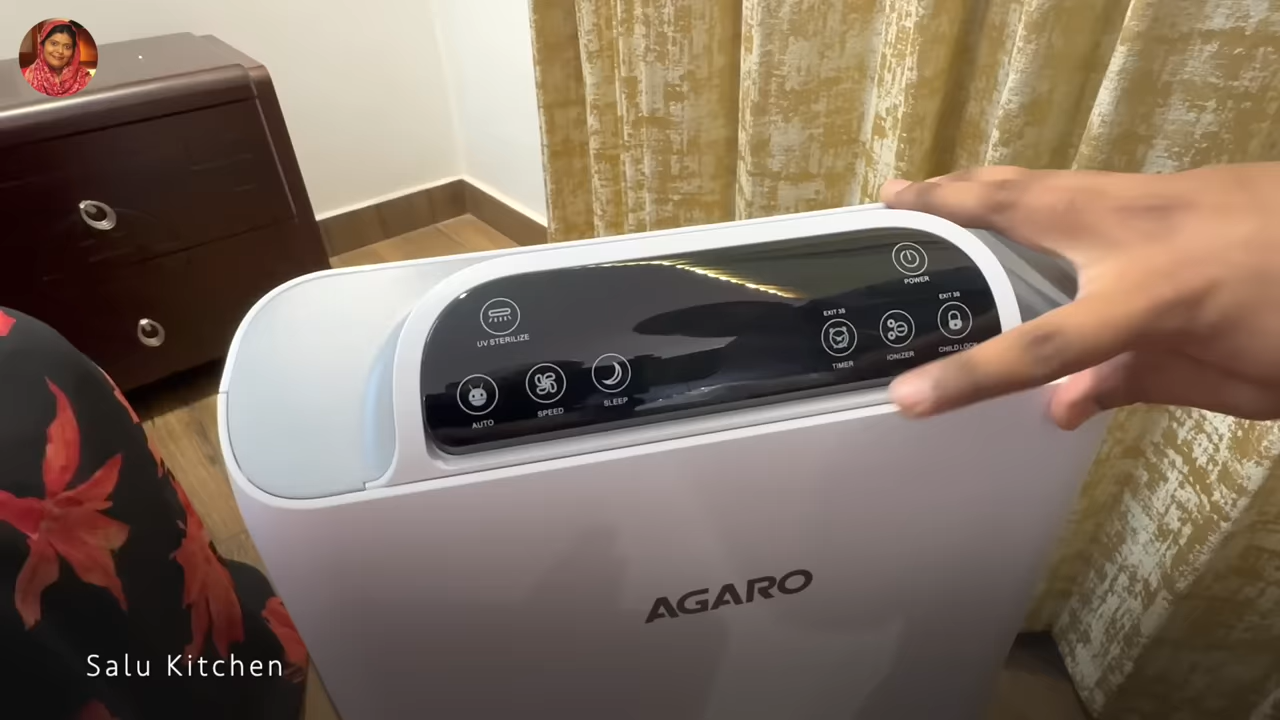 POWER
UV STERILIZE
EXIT 3S
EXIT 3S
TIMER
IONIZER
CHILD LOCK
AUTO
SPEED
SLEEP
AGARO
Salu Kitchen